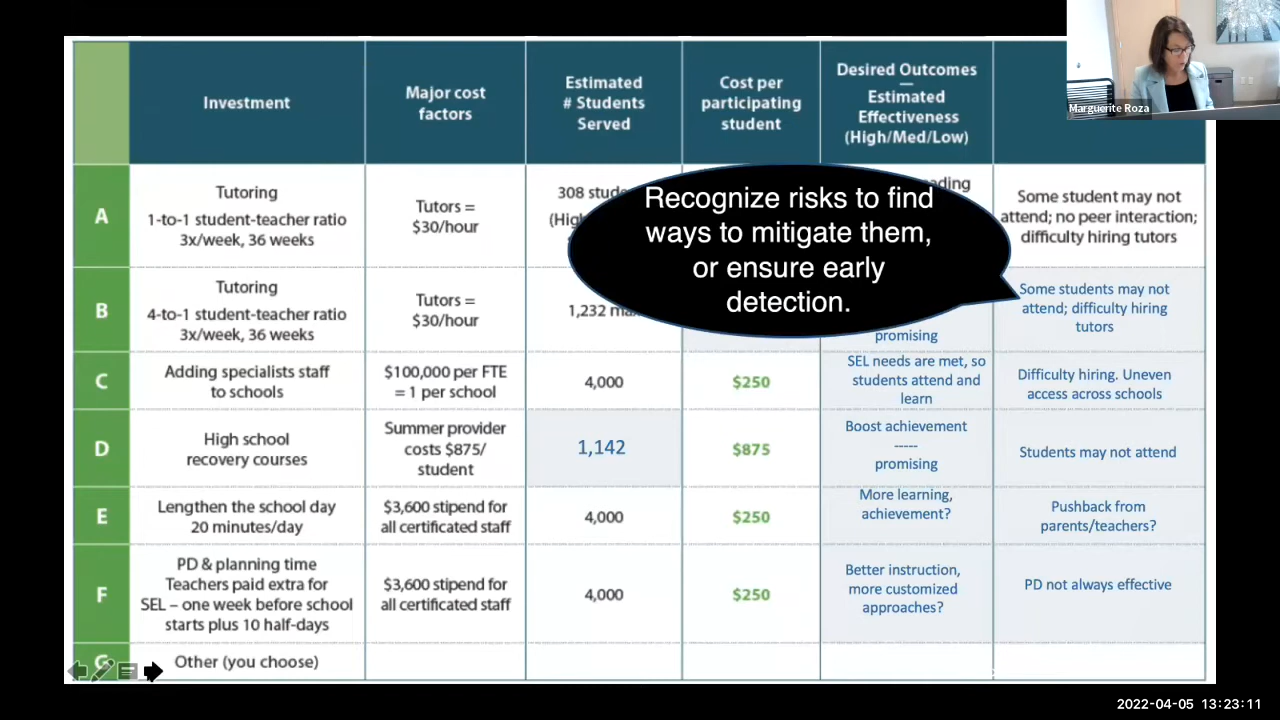 Marguerite Roza
Investment
Major cost
factors
Estimated
# Students
Served
Cost per
participating
student
Desired Outcomes
—
Estimated
Effectiveness
(High/Med/Low)
A
Tutoring
1-to-1 student-teacher ratio
3x/week, 36 weeks
Tutors =
$30/hour
308
Some student may not
attend; no peer interaction;
difficulty hiring tutors
Recognize risks to find
ways to mitigate them,
or ensure early
detection.
B
Tutoring
4-to-1 student-teacher ratio
3x/week, 36 weeks
Tutors =
$30/hour
1,232
promising
Some students may not
attend; difficulty hiring
tutors
C
Adding specialists staff
to schools
$100,000 per FTE
= 1 per school
4,000
$250
SEL needs are met, so
students attend and
learn
Difficulty hiring. Uneven
access across schools
D
High school
recovery courses
Summer provider
costs $875/
student
1,142
$875
Boost achievement
-----
promising
Students may not attend
E
Lengthen the school day
20 minutes/day
$3,600 stipend for
all certificated staff
4,000
$250
More learning,
achievement?
Pushback from
parents/teachers?
F
PD & planning time
Teachers paid extra for
SEL – one week before school
starts plus 10 half-days
$3,600 stipend for
all certificated staff
4,000
$250
Better instruction,
more customized
approaches?
PD not always effective
G
Other (you choose)
2022-04-05 13:23:11